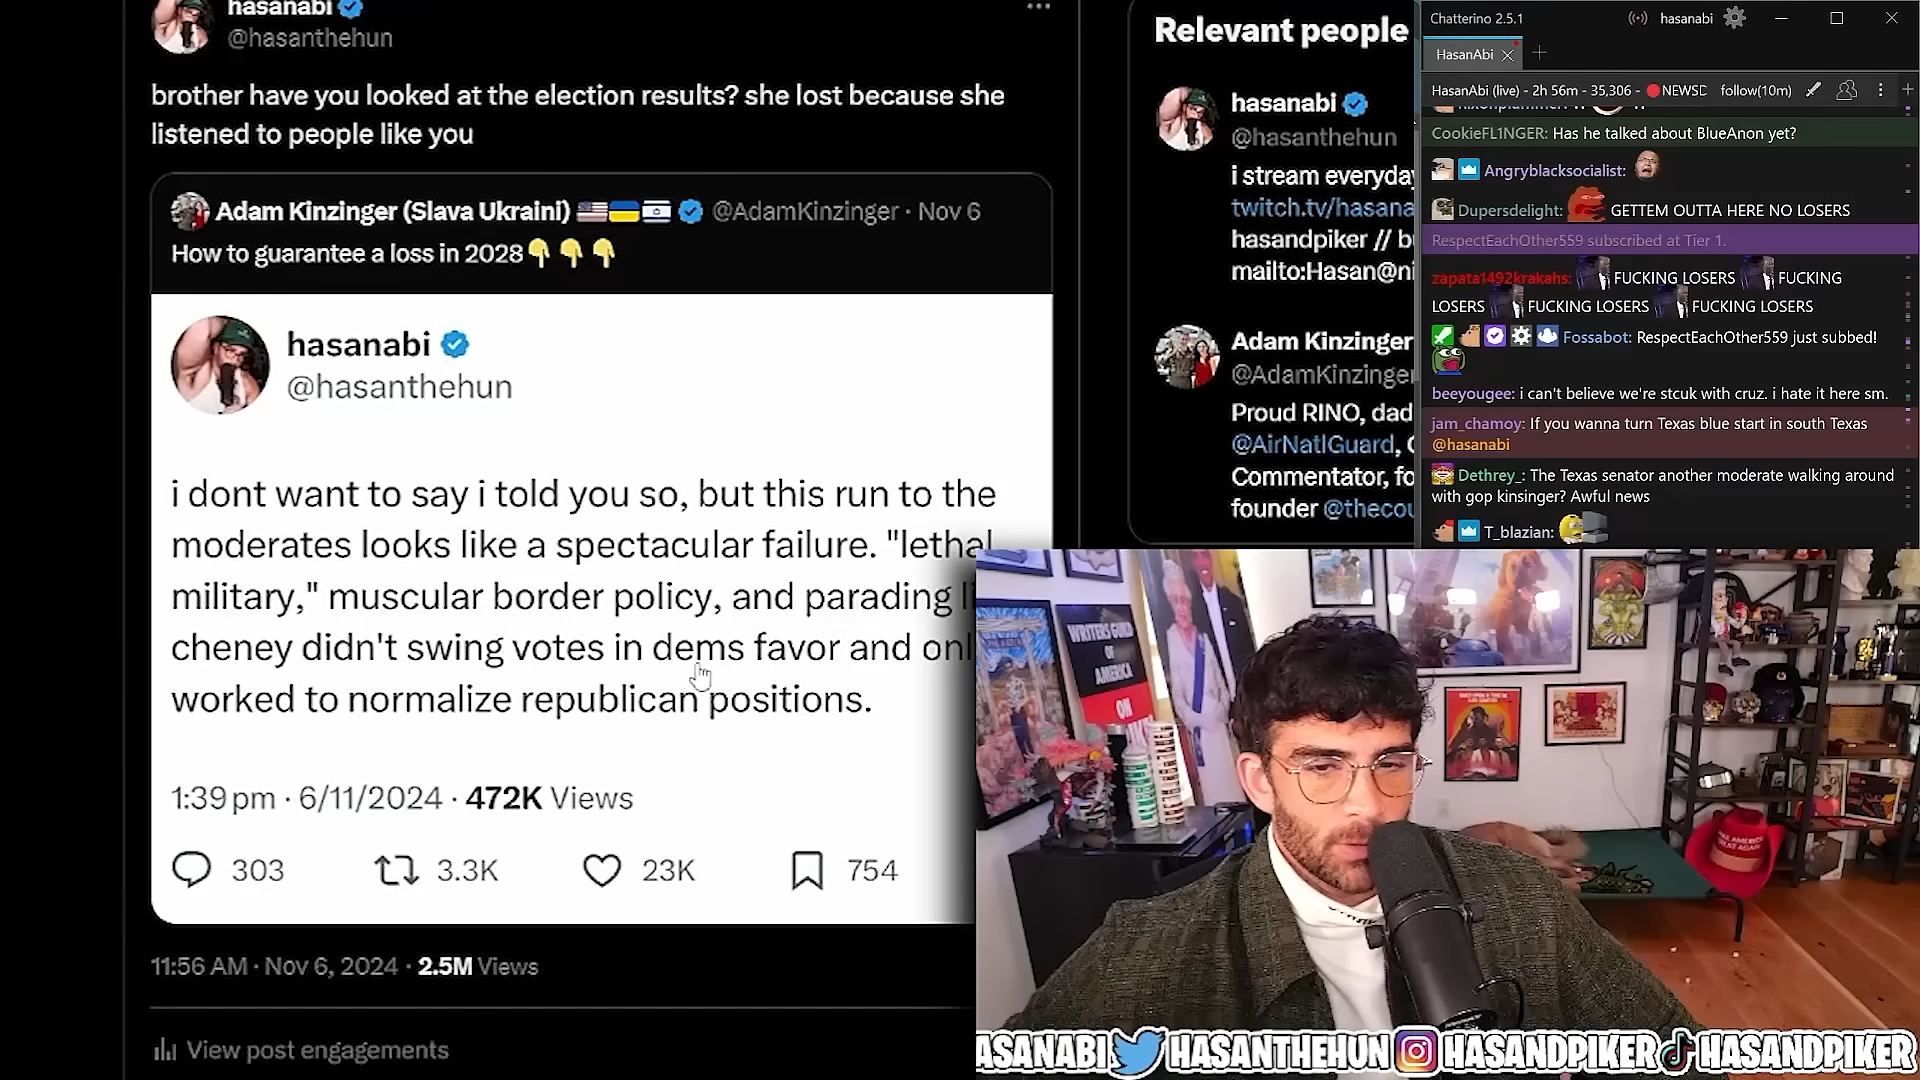 hasanabi
@hasanthehun
brother have you looked at the election results? she lost because she
listened to people like you
Adam Kinzinger (Slava Ukraini) 🇺🇸🇺🇦🇮🇱 @AdamKinzinger · Nov 6
How to guarantee a loss in 2028👇👇👇
hasanabi
@hasanthehun
i dont want to say i told you so, but this run to the
moderates looks like a spectacular failure. "lethal
military," muscular border policy, and parading
cheney didn't swing votes in dems favor and
worked to normalize republican positions.
1:39 pm · 6/11/2024 · 472K Views
303 3.3K 23K 754
11:56 AM · Nov 6, 2024 · 2.5M Views
View post engagements
Relevant people
hasanabi
@hasanthehun
i stream everyday
twitch.tv/hasana
hasandpiker //
mailto:Hasan@ni
Adam Kinzinger
@AdamKinzinger
Proud RINO, dad
@AirNatlGuard,
Commentator, fo
founder @thecou
Chatterino 2.5.1
hasanabi
HasanAbi
HasanAbi (live) - 2h 56m - 35,306 - 🔴NEWSC follow(10m)
CookieFL1NGER: Has he talked about BlueAnon yet?
Angryblacksocialist:
Dupersdelight: GETTEM OUTTA HERE NO LOSERS
RespectEachOther559 subscribed at Tier 1.
zapata1492krakahs: FUCKING LOSERS FUCKING
LOSERS FUCKING LOSERS FUCKING LOSERS
Fossabot: RespectEachOther559 just subbed!
beeyougee: i can't believe we're stcuk with cruz. i hate it here sm.
jam_chamoy: If you wanna turn Texas blue start in south Texas
@hasanabi
Dethrey_: The Texas senator another moderate walking around
with gop kinsinger? Awful news
T_blazian:
WRITERS GUILD
OF
AMERICA
ON
MAKE AMERICA
GREAT AGAIN
ASANABI HASANTHEHUN HASANDPIKER HASANDPIKER